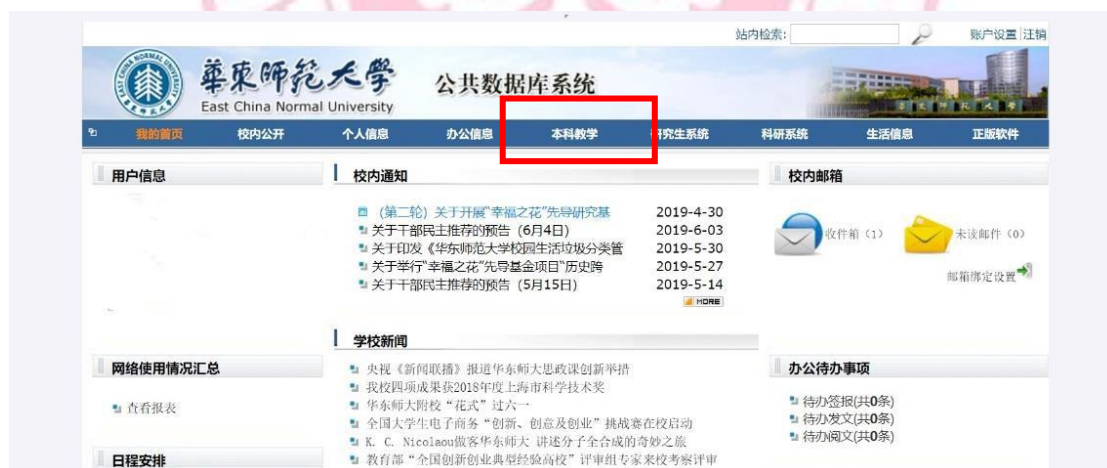 站内检索:
账户设置|注销
華東師範大學
East China Normal University
公共数据库系统
我的首页 校内公开 个人信息 办公信息 本科教学 研究生系统 科研系统 生活信息 正版软件
用户信息
校内通知
(第二轮) 关于开展"幸福之花"先导研究基 2019-4-30
关于干部民主推荐的预告 (6月4日) 2019-6-03
关于印发《华东师范大学校园生活垃圾分类管 2019-5-30
关于举行"幸福之花"先导基金项目"历史跨 2019-5-27
关于干部民主推荐的预告 (5月15日) 2019-5-14
MORE
校内邮箱
收件箱 (1)
未读邮件 (0)
邮箱绑定设置
学校新闻
央视《新闻联播》报道华东师大思政课创新举措
我校四项成果获2018年度上海市科学技术奖
华东师大附校“花式”过六一
全国大学生电子商务“创新、创意及创业”挑战赛在校启动
K. C. Nicolaou做客华东师大 讲述分子全合成的奇妙之旅
教育部“全国创新创业典型经验高校”评审组专家来校考察评审
网络使用情况汇总
查看报表
日程安排
办公待办事项
待办签报(共0条)
待办发文(共0条)
待办阅文(共0条)